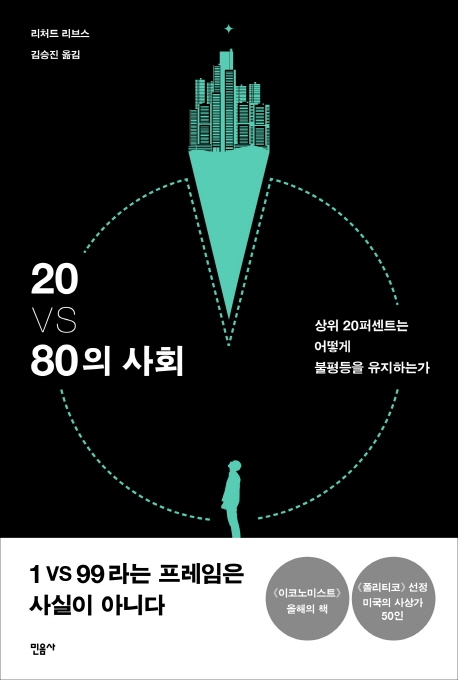 리처드 리브스
김승진 옮김
20
VS
80의 사회
상위 20퍼센트는
어떻게
불평등을 유지하는가
1 VS 99라는 프레임은
사실이 아니다
《이코노미스트》
올해의 책
《폴리티코》 선정
미국의 사상가
50인
민음사